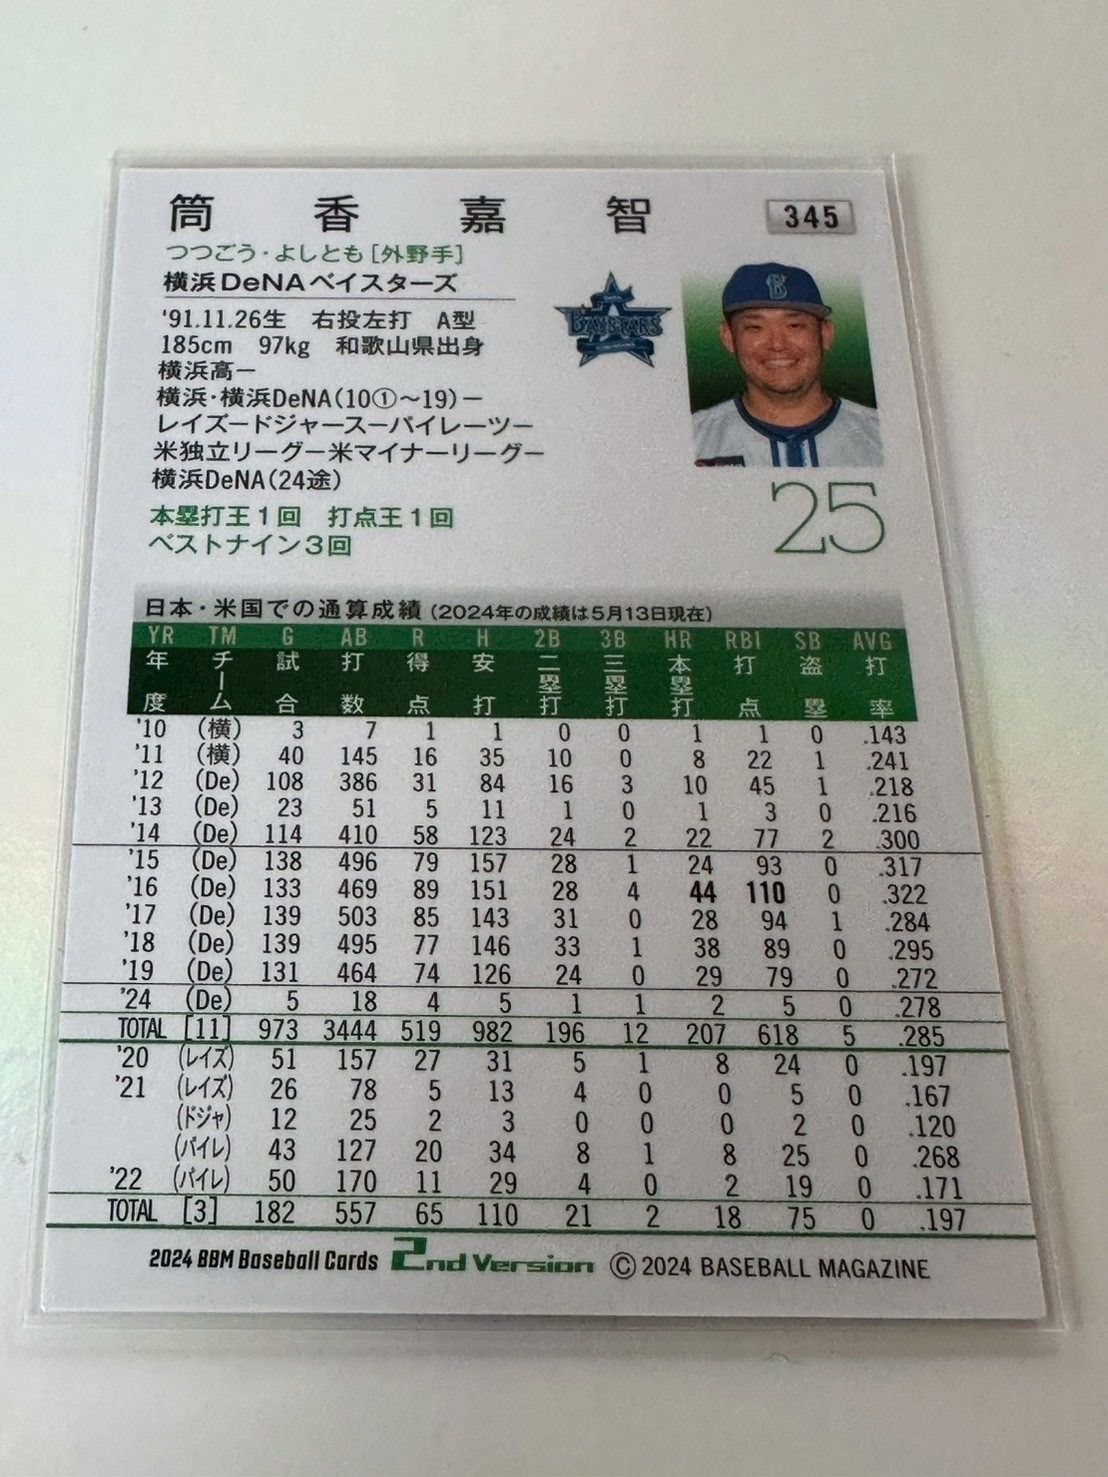 筒香嘉智 345
つつごう・よしとも[外野手]
横浜DeNAベイスターズ
'91.11.26生 右投左打 A型
185cm 97kg 和歌山県出身
横浜高ー
横浜・横浜DeNA(10①〜19)ー
レイズードジャースーパイレーツー
米独立リーグー米マイナーリーグー
横浜DeNA(24途)
本塁打王1回 打点王1回
ベストナイン3回
BAYSTARS
B
25
日本・米国での通算成績(2024年の成績は5月13日現在)
YR TM G AB R H 2B 3B HR RBI SB AVG
年度 チーム 試合 打数 得点 安打 二塁打 三塁打 本塁打 打点 盗塁 打率
'10 (横) 3 7 1 1 0 0 1 1 0 .143
'11 (横) 40 145 16 35 10 0 8 22 1 .241
'12 (De) 108 386 31 84 16 3 10 45 1 .218
'13 (De) 23 51 5 11 1 0 1 3 0 .216
'14 (De) 114 410 58 123 24 2 22 77 2 .300
'15 (De) 138 496 79 157 28 1 24 93 0 .317
'16 (De) 133 469 89 151 28 4 44 110 0 .322
'17 (De) 139 503 85 143 31 0 28 94 1 .284
'18 (De) 139 495 77 146 33 1 38 89 0 .295
'19 (De) 131 464 74 126 24 0 29 79 0 .272
'24 (De) 5 18 4 5 1 1 2 5 0 .278
TOTAL [11] 973 3444 519 982 196 12 207 618 5 .285
'20 (レイズ) 51 157 27 31 5 1 8 24 0 .197
'21 (レイズ) 26 78 5 13 4 0 0 5 0 .167
(ドジャ) 12 25 2 3 0 0 0 2 0 .120
(パイレ) 43 127 20 34 8 1 8 25 0 .268
'22 (パイレ) 50 170 11 29 4 0 2 19 0 .171
TOTAL [3] 182 557 65 110 21 2 18 75 0 .197
2024 BBM Baseball Cards 2nd Version © 2024 BASEBALL MAGAZINE